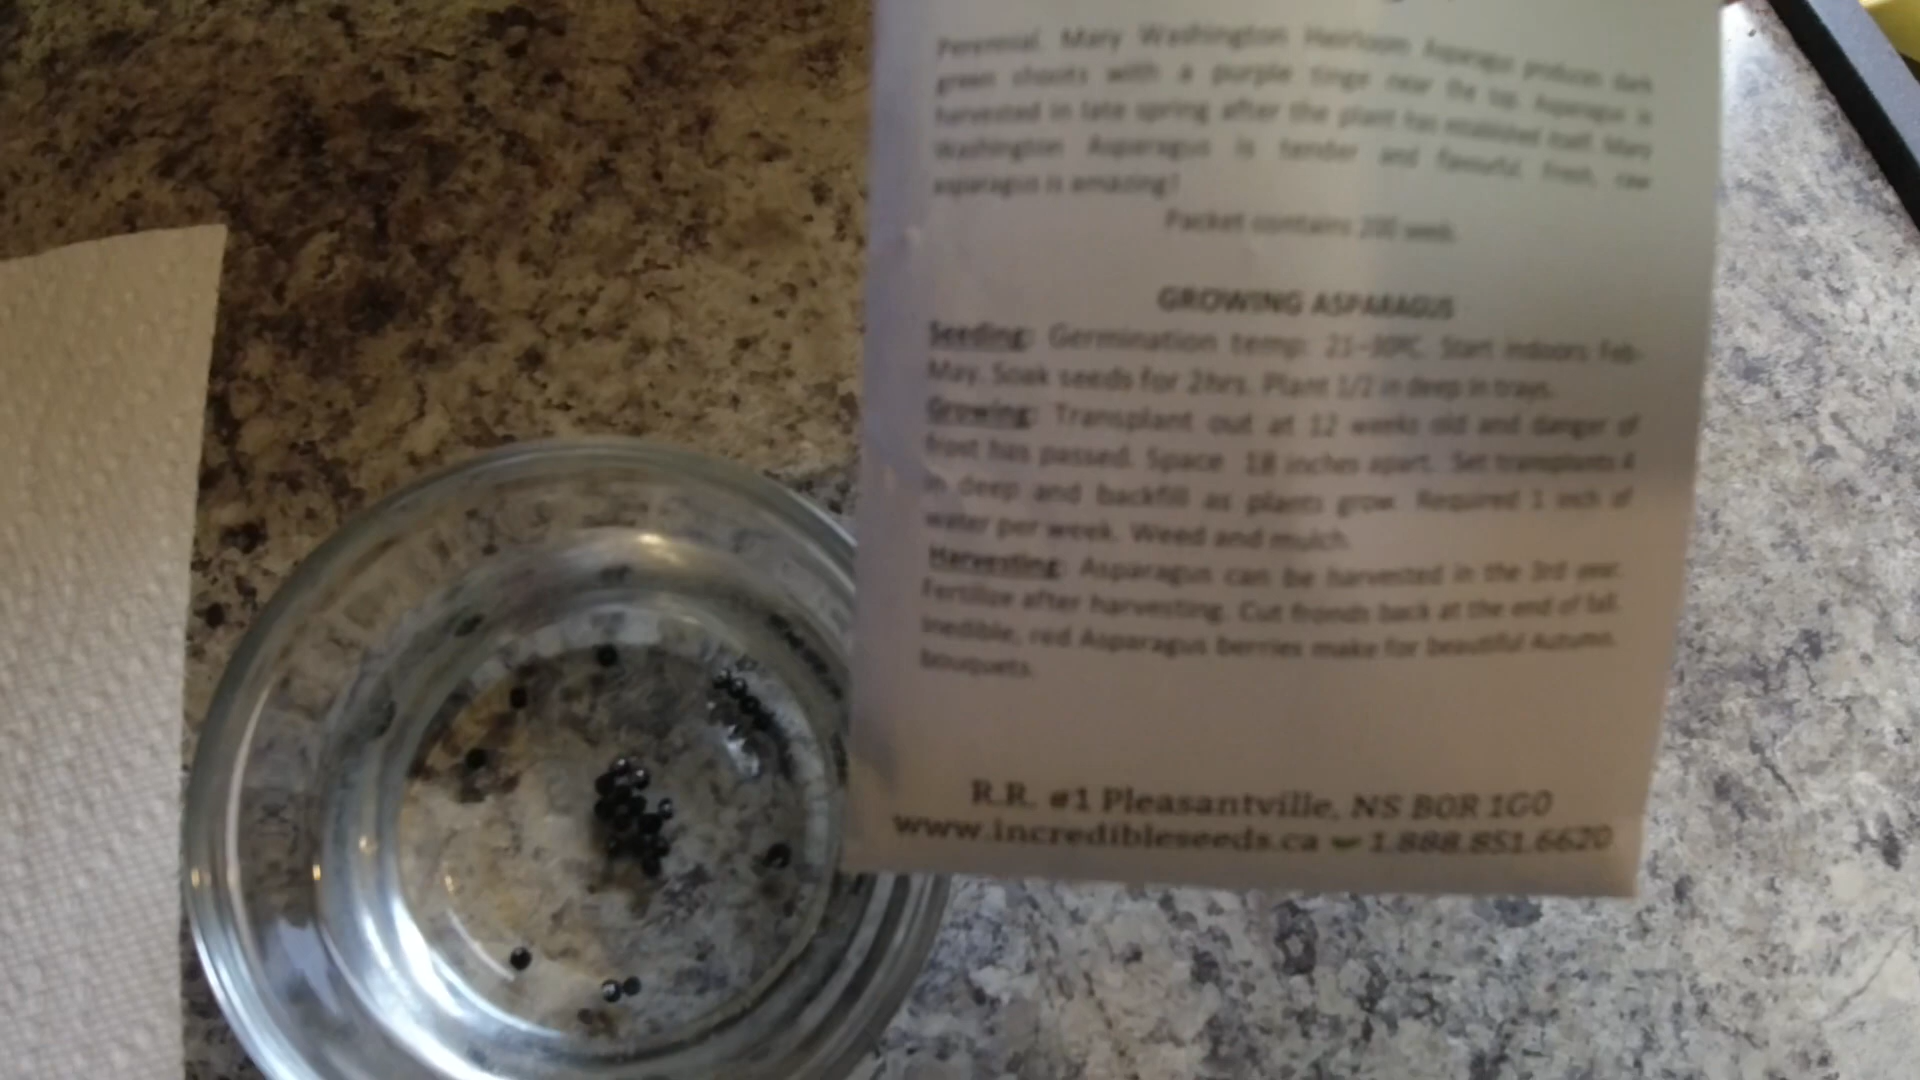 Perennial. Mary Washington Heirloom Asparagus produces dark
green shoots with a purple tinge near the top. Asparagus is
harvested in late spring after the plant has established itself. Mary
Washington Asparagus is tender and flavourful. Fresh, raw
asparagus is amazing!
Packet contains 200 seeds.
GROWING ASPARAGUS
Seeding: Germination temp: 21-30°C. Start indoors Feb-
May. Soak seeds for 2hrs. Plant 1/2 in deep in trays.
Growing: Transplant out at 12 weeks old and danger of
frost has passed. Space 18 inches apart. Set transplants 4
in deep and backfill as plants grow. Required 1 inch of
water per week. Weed and mulch.
Harvesting: Asparagus can be harvested in the 3rd year.
Fertilize after harvesting. Cut fronds back at the end of fall.
Inedible, red Asparagus berries make for beautiful Autumn
bouquets.
R.R. #1 Pleasantville, NS B0R 1G0
www.incredibleseeds.ca 1.888.851.6620